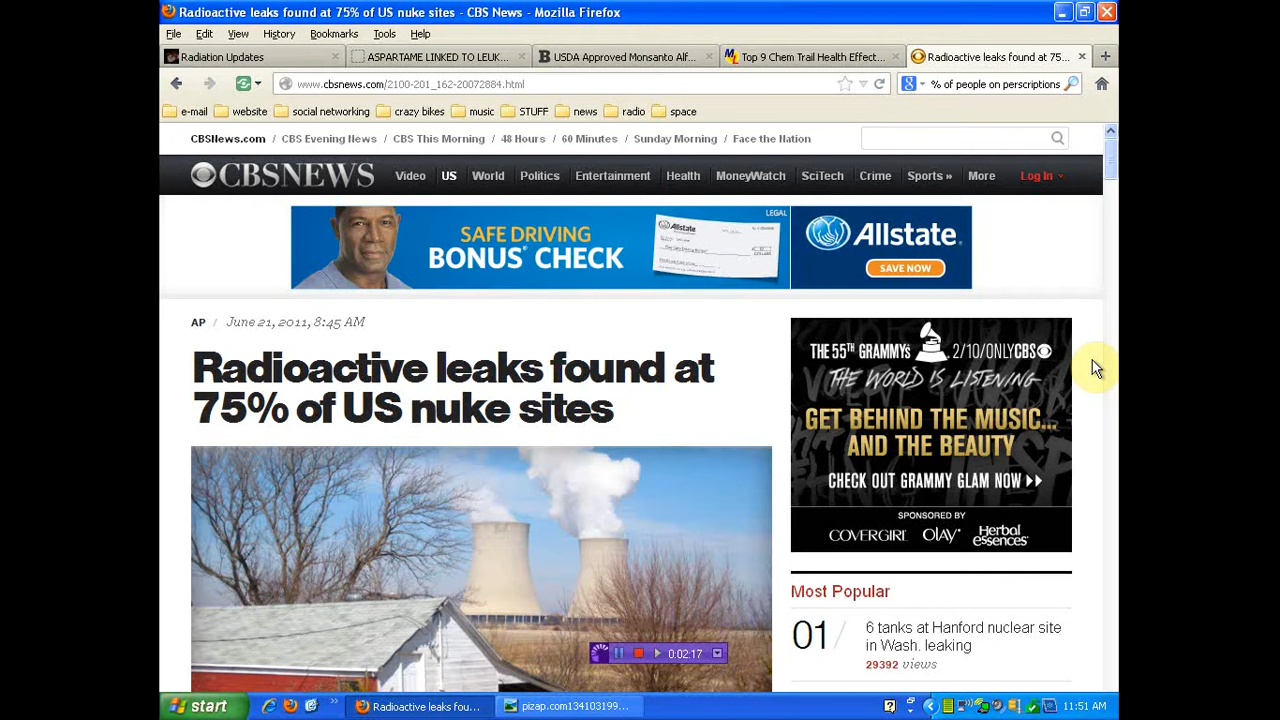 Radioactive leaks found at 75% of US nuke sites - CBS News - Mozilla Firefox
File Edit View History Bookmarks Tools Help
Radiation Updates
ASPARTAME LINKED TO LEUK...
USDA Approved Monsanto Alf...
Top 9 Chem Trail Health Effect...
Radioactive leaks found at 75...
www.cbsnews.com/2100-201_162-20072884.html
% of people on perscriptions
e-mail website social networking crazy bikes music STUFF news radio space
CBSNews.com / CBS Evening News / CBS This Morning / 48 Hours / 60 Minutes / Sunday Morning / Face the Nation
CBSNEWS
Video US World Politics Entertainment Health MoneyWatch SciTech Crime Sports » More Log In
SAFE DRIVING
BONUS CHECK
LEGAL
Allstate
SAVE NOW
AP / June 21, 2011, 8:45 AM
Radioactive leaks found at
75% of US nuke sites
THE 55TH GRAMMYs 2/10/ONLY CBS
THE WORLD IS LISTENING
GET BEHIND THE MUSIC...
AND THE BEAUTY
CHECK OUT GRAMMY GLAM NOW
SPONSORED BY
COVERGIRL OLAY Herbal
essences
Most Popular
01 / 6 tanks at Hanford nuclear site
in Wash. leaking
29392 views
0:02:17
start
Radioactive leaks fou...
pizap.com134103199...
11:51 AM